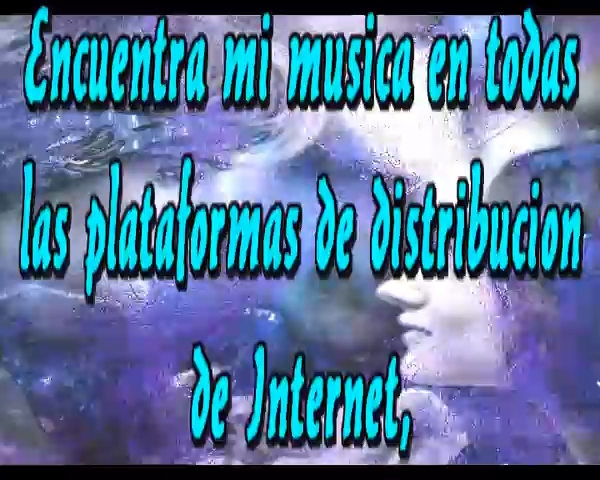 Encuentra mi musica en todas
las plataformas de distribucion
de Internet,